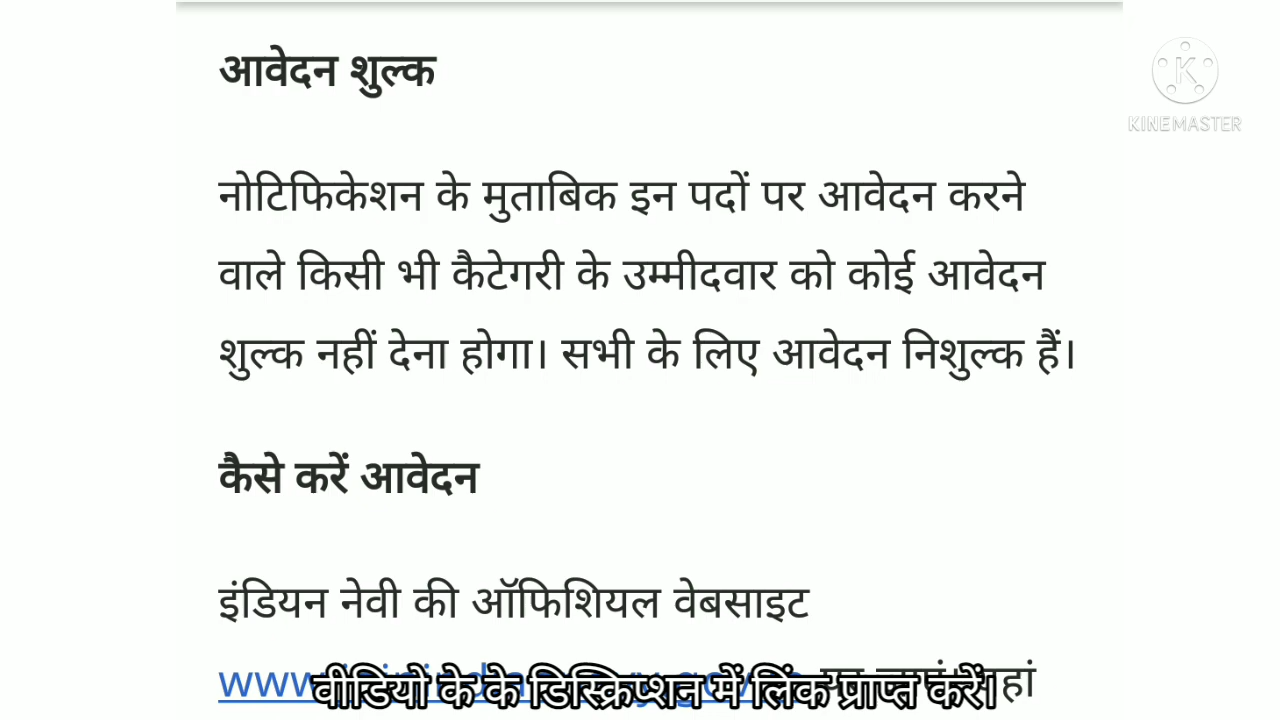 आवेदन शुल्क
KINEMASTER
नोटिफिकेशन के मुताबिक इन पदों पर आवेदन करने
वाले किसी भी कैटेगरी के उम्मीदवार को कोई आवेदन
शुल्क नहीं देना होगा। सभी के लिए आवेदन निशुल्क हैं।
कैसे करें आवेदन
इंडियन नेवी की ऑफिशियल वेबसाइट
वीडियो के के डिस्क्रिप्शन में लिंक प्राप्त करें।